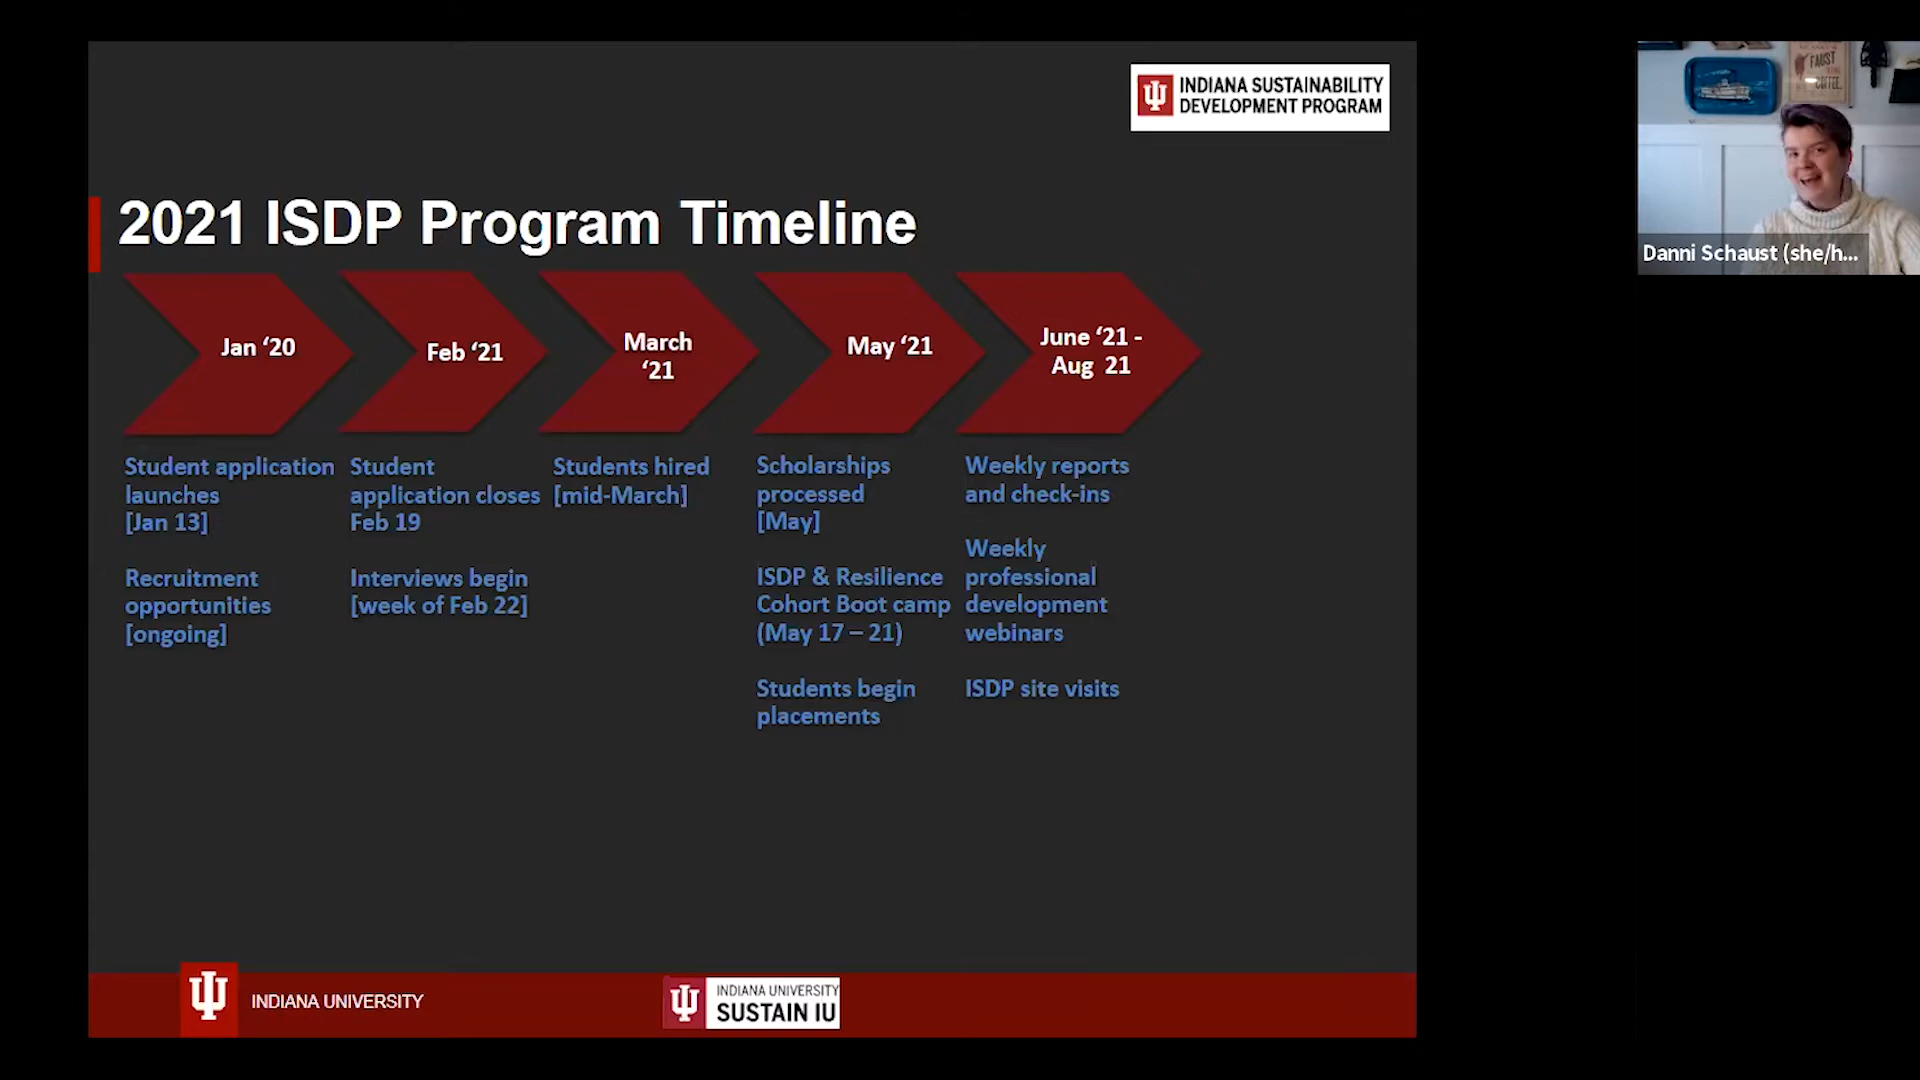 INDIANA SUSTAINABILITY
DEVELOPMENT PROGRAM
2021 ISDP Program Timeline
Jan ‘20
Feb ‘21
March
‘21
May ‘21
June ‘21 -
Aug 21
Student application
launches
[Jan 13]
Recruitment
opportunities
[ongoing]
Student
application closes
Feb 19
Interviews begin
[week of Feb 22]
Students hired
[mid-March]
Scholarships
processed
[May]
ISDP & Resilience
Cohort Boot camp
(May 17 – 21)
Students begin
placements
Weekly reports
and check-ins
Weekly
professional
development
webinars
ISDP site visits
INDIANA UNIVERSITY
INDIANA UNIVERSITY
SUSTAIN IU
FAUST
COFFEE
Danni Schaust (she/h...